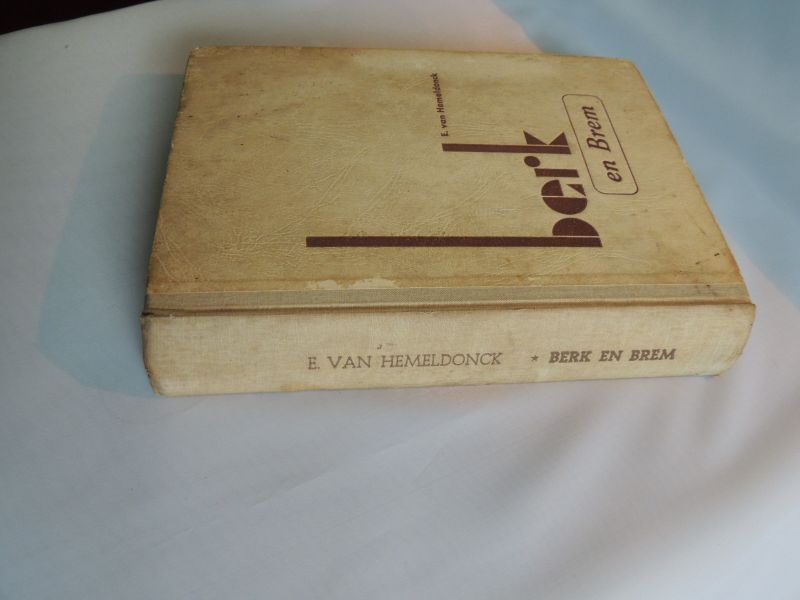 E. van Hemeldonck
berk
en Brem
E. VAN HEMELDONCK * BERK EN BREM